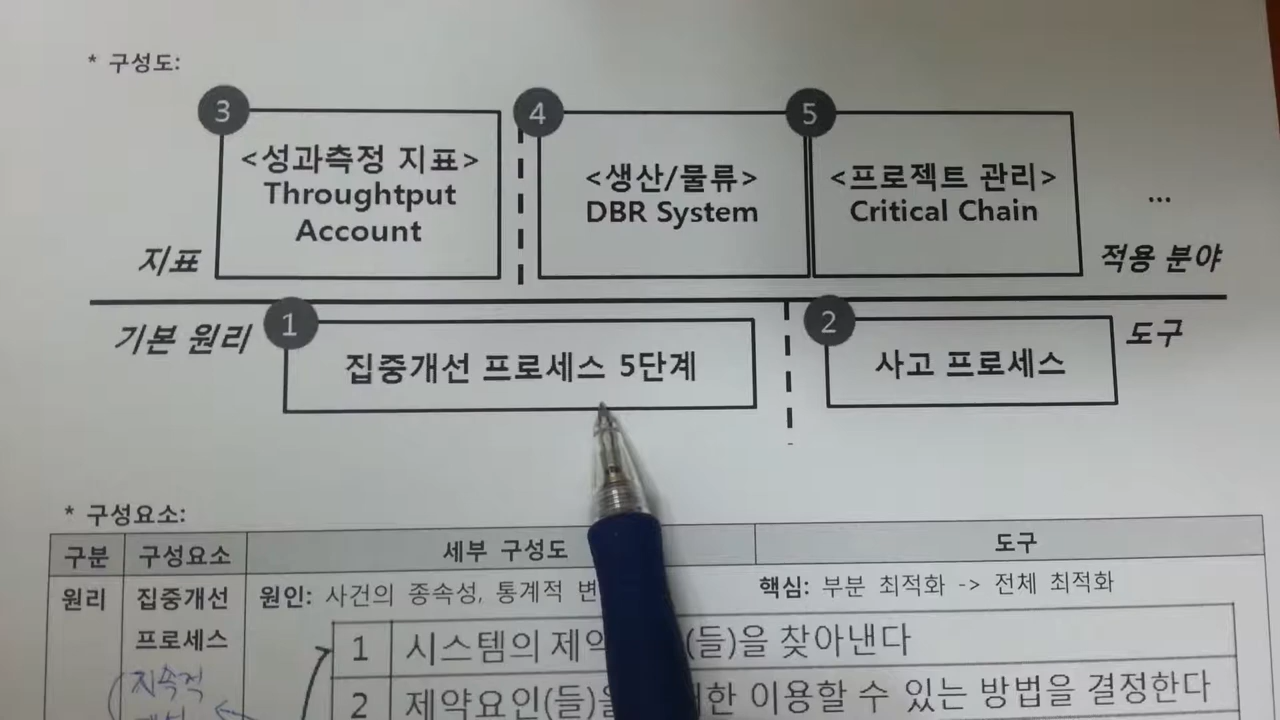 * 구성도:
3
<성과측정 지표>
Throughtput
Account
지표
4
<생산/물류>
DBR System
5
<프로젝트 관리>
Critical Chain
...
적용 분야
기본 원리
1
집중개선 프로세스 5단계
2
사고 프로세스
도구
* 구성요소:
구분 구성요소 세부 구성도 도구
원리 집중개선 원인: 사건의 종속성, 통계적 핵심: 부분 최적화 -> 전체 최적화
프로세스
1 시스템의 (들)을 찾아낸다
지속적
2 제약요인(들)을 이용할 수 있는 방법을 결정한다